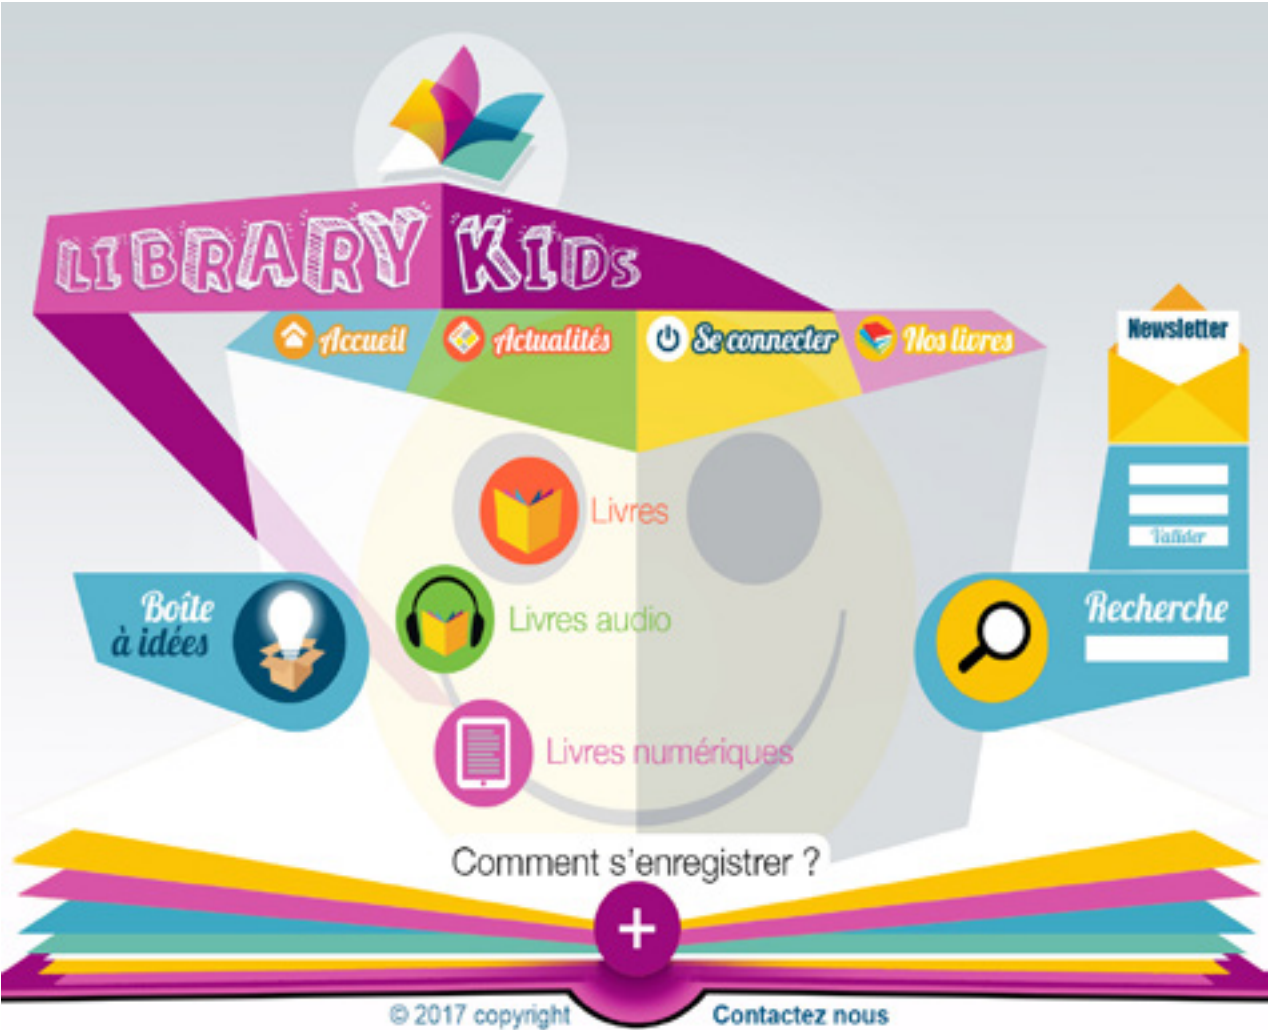 LIBRARY KIDS
Accueil
Actualités
Se connecter
Nos livres
Newsletter
Valider
Livres
Livres audio
Livres numériques
Boîte
à idées
Recherche
Comment s'enregistrer ?
+
© 2017 copyright
Contactez nous